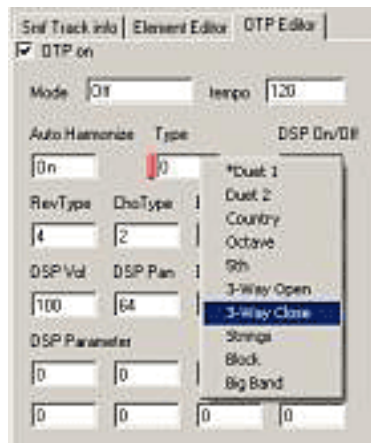 Smf Track info Element Editor OTP Editor
OTP on
Mode Off tempo 120
Auto Harmonize Type DSP On/Off
On 0
*Duet 1
Duet 2
Country
Octave
5th
3-Way Open
3-Way Close
Strings
Block
Big Band
RevType ChoType
4 2
DSP Vol DSP Pan
100 64
DSP Parameter
0 0
0 0 0 0